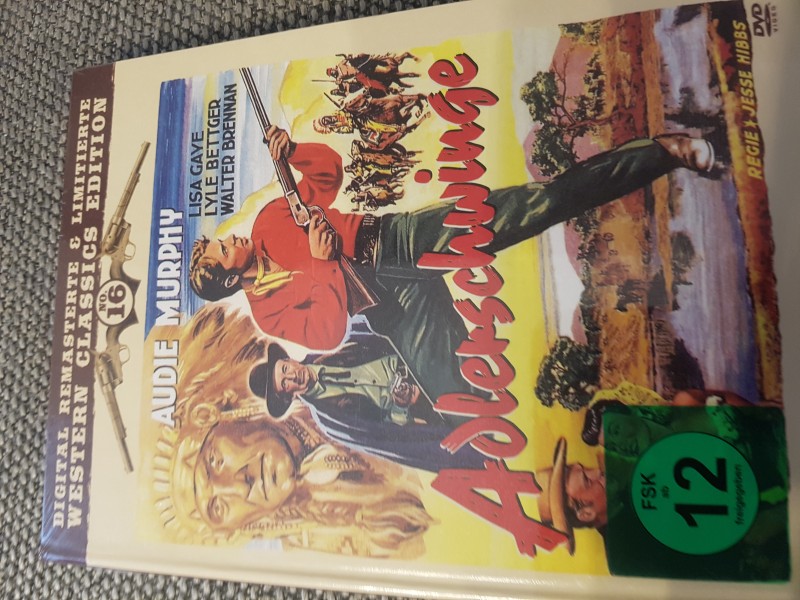 DIGITAL REMASTERTE & LIMITIERTE
WESTERN CLASSICS EDITION
NO.
16
AUDIE MURPHY
LISA GAYE
LYLE BETTGER
WALTER BRENNAN
Adlerschwinge
REGIE: JESSE HIBBS
FSK
ab
12
freigegeben
DVD
VIDEO